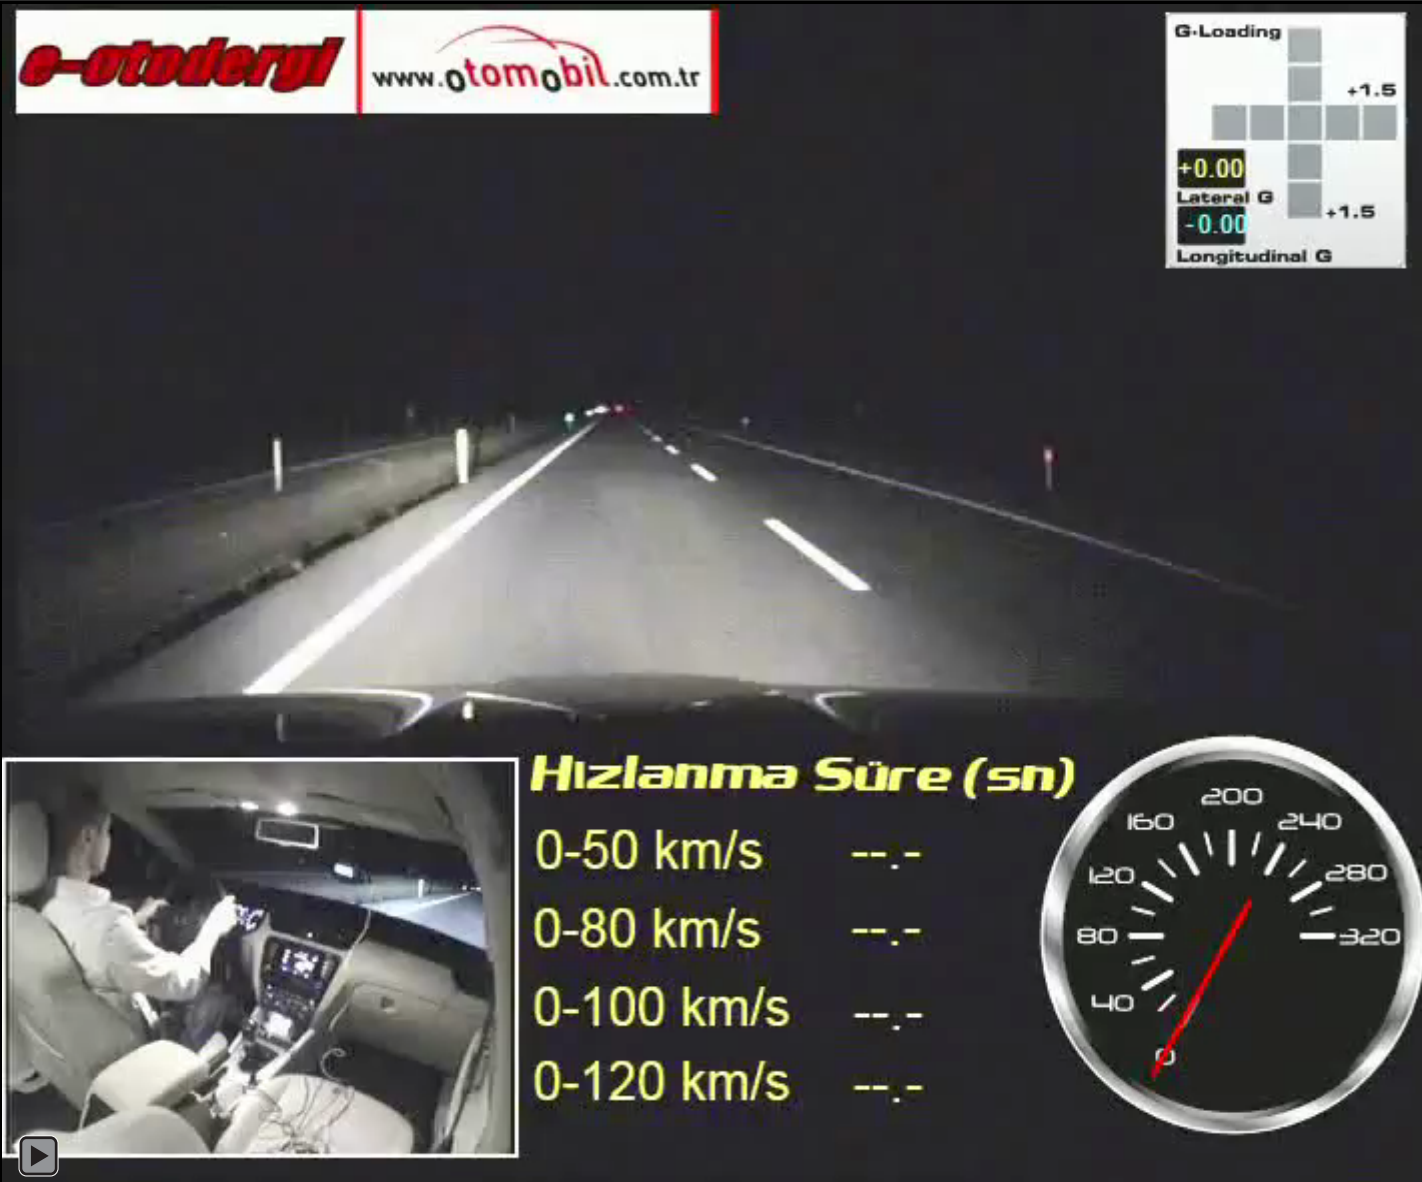 e-otodergi
www.otomobil.com.tr
G-Loading
+1.5
+0.00
Lateral G
-0.00
+1.5
Longitudinal G
Hızlanma Süre (sn)
0-50 km/s --.-
0-80 km/s --.-
0-100 km/s --.-
0-120 km/s --.-
200
160
240
120
280
80
320
40
0